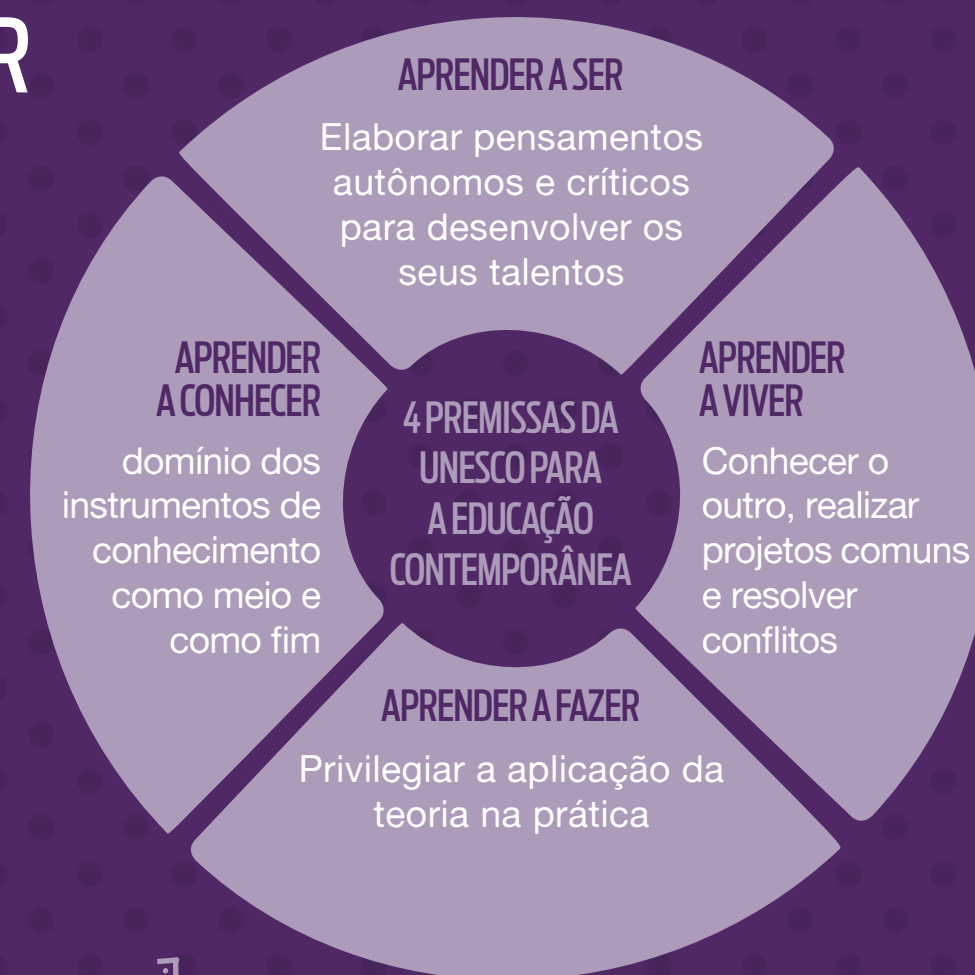 R
APRENDER A SER
Elaborar pensamentos
autônomos e críticos
para desenvolver os
seus talentos
APRENDER
A CONHECER
domínio dos
instrumentos de
conhecimento
como meio e
como fim
4 PREMISSAS DA
UNESCO PARA
A EDUCAÇÃO
CONTEMPORÂNEA
APRENDER
A VIVER
Conhecer o
outro, realizar
projetos comuns
e resolver
conflitos
APRENDER A FAZER
Privilegiar a aplicação da
teoria na prática